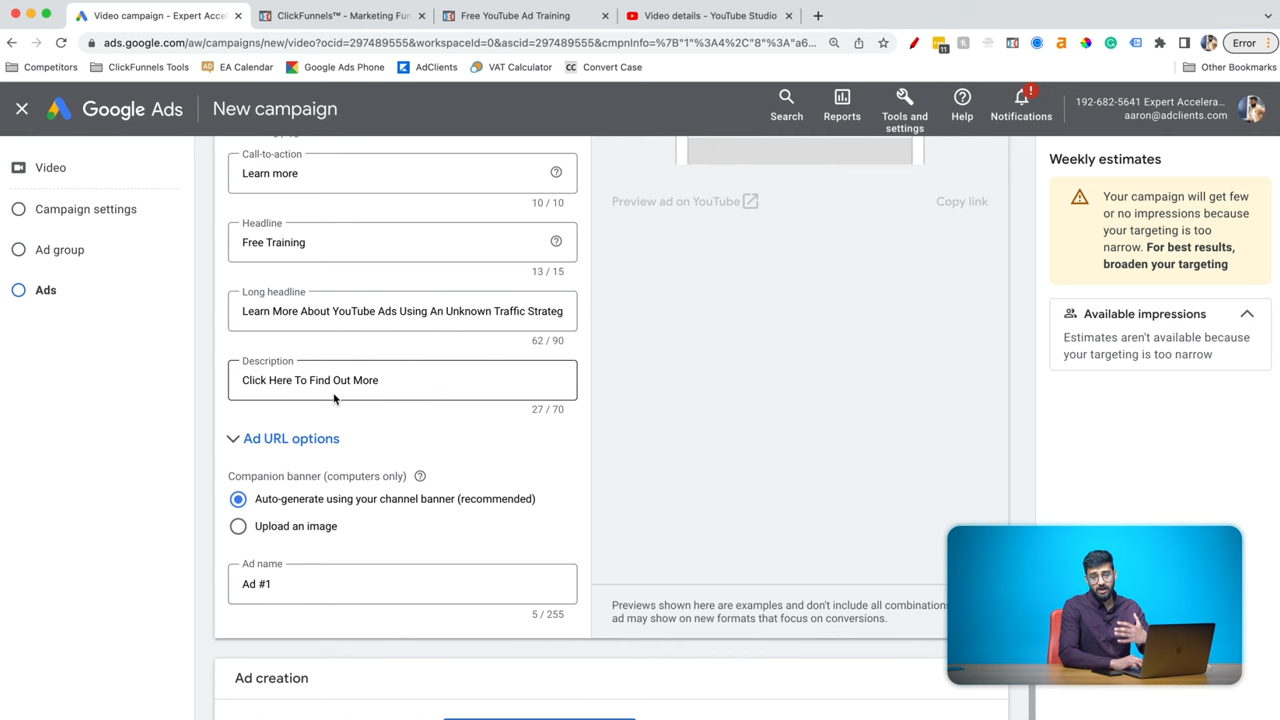 Video campaign - Expert Accel
ClickFunnels™ - Marketing Fun
Free YouTube Ad Training
Video details - YouTube Studio
ads.google.com/aw/campaigns/new/video?ocid=297489555&workspaceId=0&ascid=297489555&cmpnInfo=%7B"1"%3A4%2C"8"%3A"a6...
11
Error
Competitors
ClickFunnels Tools
EA Calendar
Google Ads Phone
AdClients
VAT Calculator
CC Convert Case
Other Bookmarks
Google Ads
New campaign
Search
Reports
Tools and
settings
Help
Notifications
192-682-5641 Expert Accelera...
aaron@adclients.com
Video
Campaign settings
Ad group
Ads
Call-to-action
Learn more
10 / 10
Headline
Free Training
13 / 15
Long headline
Learn More About YouTube Ads Using An Unknown Traffic Strateg
62 / 90
Description
Click Here To Find Out More
27 / 70
Ad URL options
Companion banner (computers only)
Auto-generate using your channel banner (recommended)
Upload an image
Ad name
Ad #1
5 / 255
Ad creation
Preview ad on YouTube
Copy link
Previews shown here are examples and don't include all combination
ad may show on new formats that focus on conversions.
Weekly estimates
Your campaign will get few
or no impressions because
your targeting is too
narrow. For best results,
broaden your targeting
Available impressions
Estimates aren't available because
your targeting is too narrow